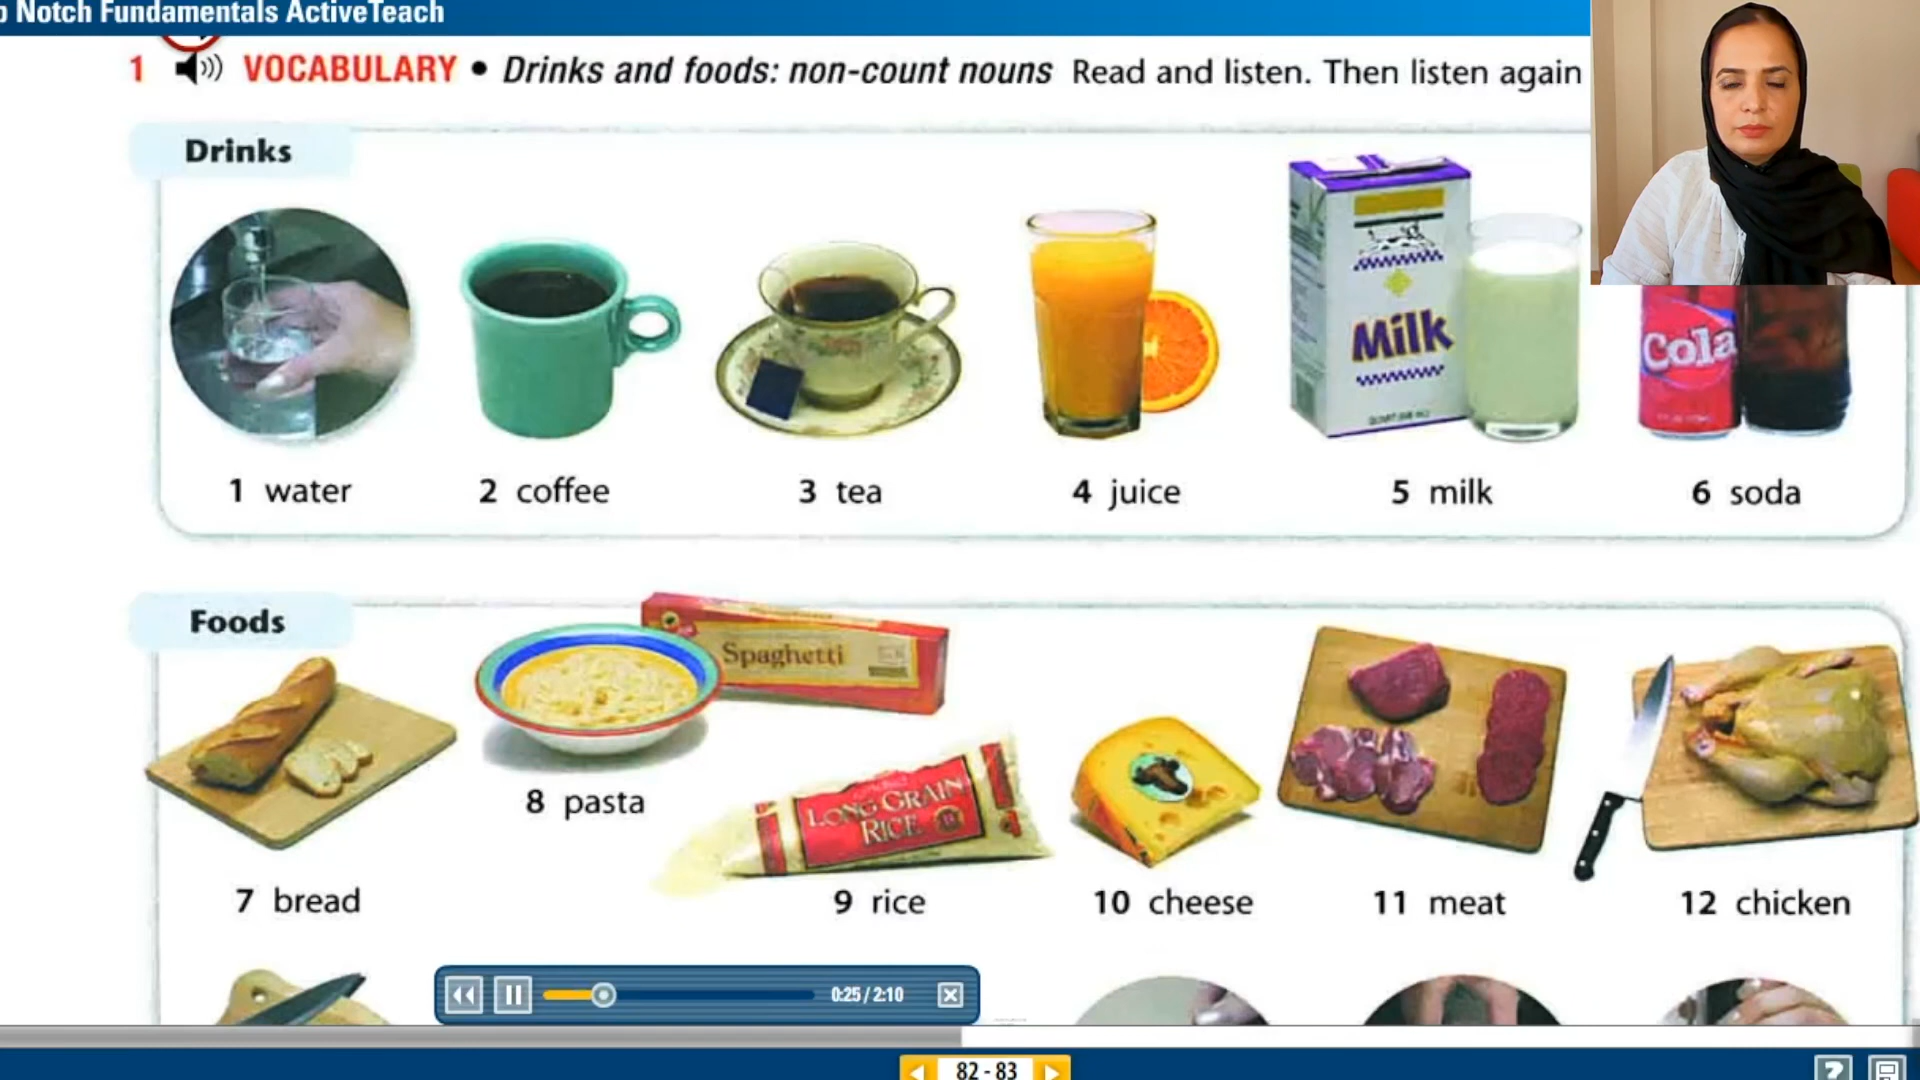 Notch Fundamentals ActiveTeach
1 VOCABULARY • Drinks and foods: non-count nouns Read and listen. Then listen again
Drinks
Milk
Cola
1 water
2 coffee
3 tea
4 juice
5 milk
6 soda
Foods
Spaghetti
LONG GRAIN
RICE
8 pasta
7 bread
9 rice
10 cheese
11 meat
12 chicken
0:25 / 2:10
82 - 83